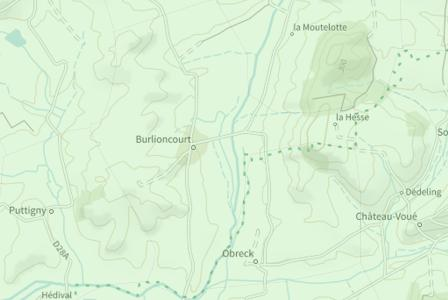 la Moutelotte
la Hesse
Burlioncourt
Dédeling
Puttigny
Château-Voué
D28A
Obreck
Hédival